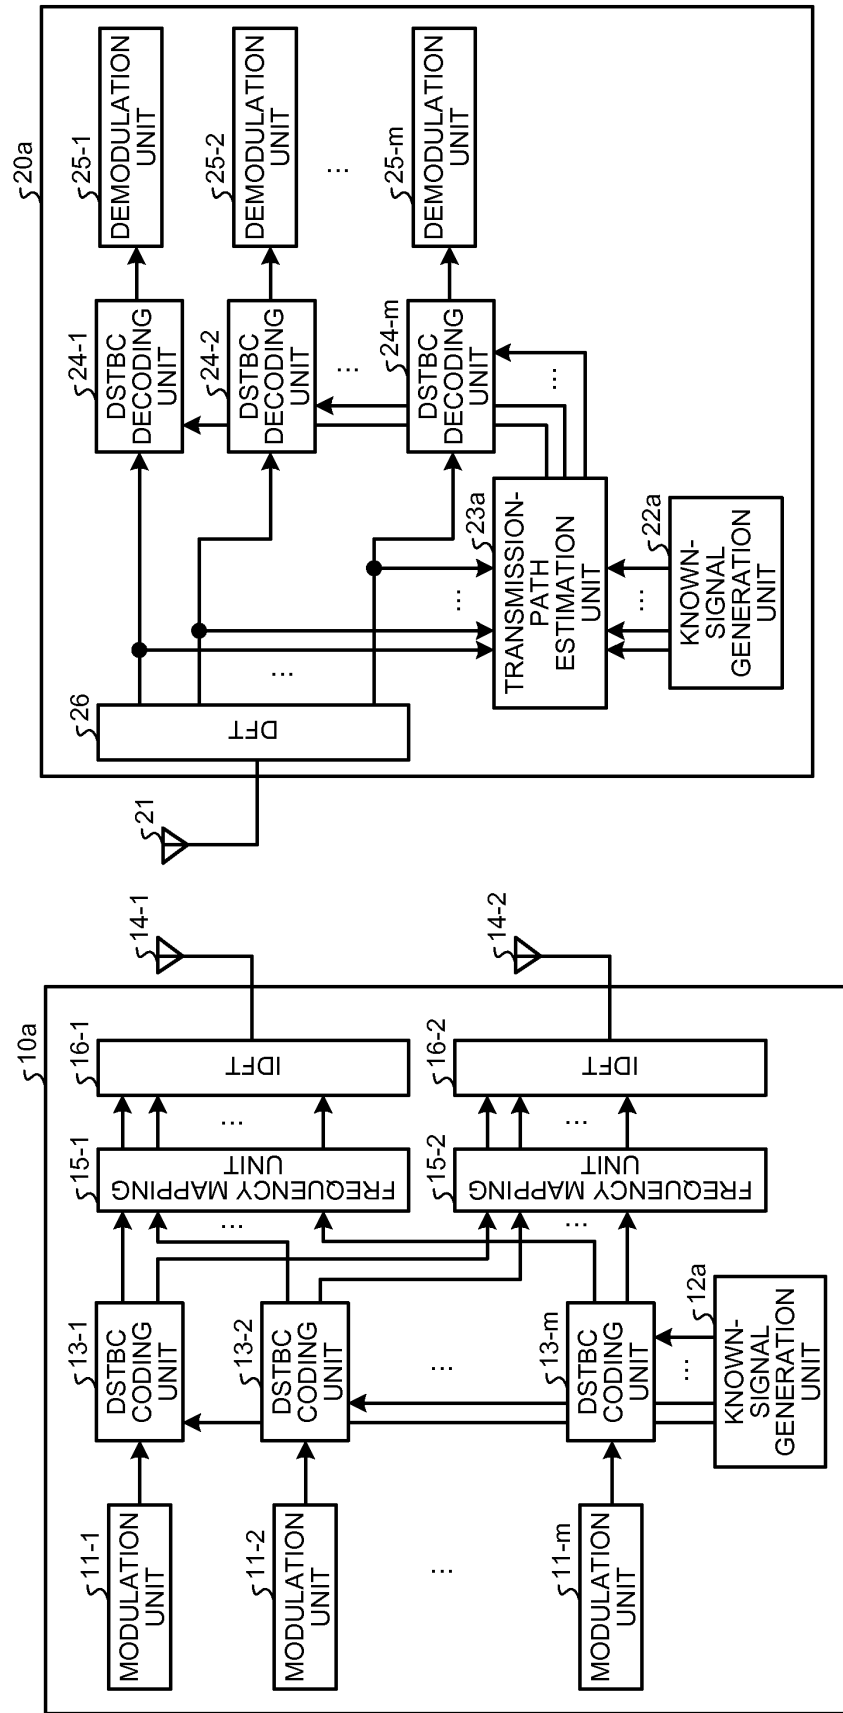 10a
11-1
MODULATION
UNIT
11-2
MODULATION
UNIT
...
11-m
MODULATION
UNIT
13-1
DSTBC
CODING
UNIT
13-2
DSTBC
CODING
UNIT
...
13-m
DSTBC
CODING
UNIT
12a
...
KNOWN-
SIGNAL
GENERATION
UNIT
15-1
FREQUENCY MAPPING
UNIT
...
15-2
FREQUENCY MAPPING
UNIT
...
16-1
IDFT
...
16-2
IDFT
...
14-1
14-2
20a
21
26
DFT
...
24-1
DSTBC
DECODING
UNIT
24-2
DSTBC
DECODING
UNIT
...
24-m
DSTBC
DECODING
UNIT
...
25-1
DEMODULATION
UNIT
25-2
DEMODULATION
UNIT
...
25-m
DEMODULATION
UNIT
...
23a
TRANSMISSION-
PATH
ESTIMATION
UNIT
...
22a
KNOWN-
SIGNAL
GENERATION
UNIT